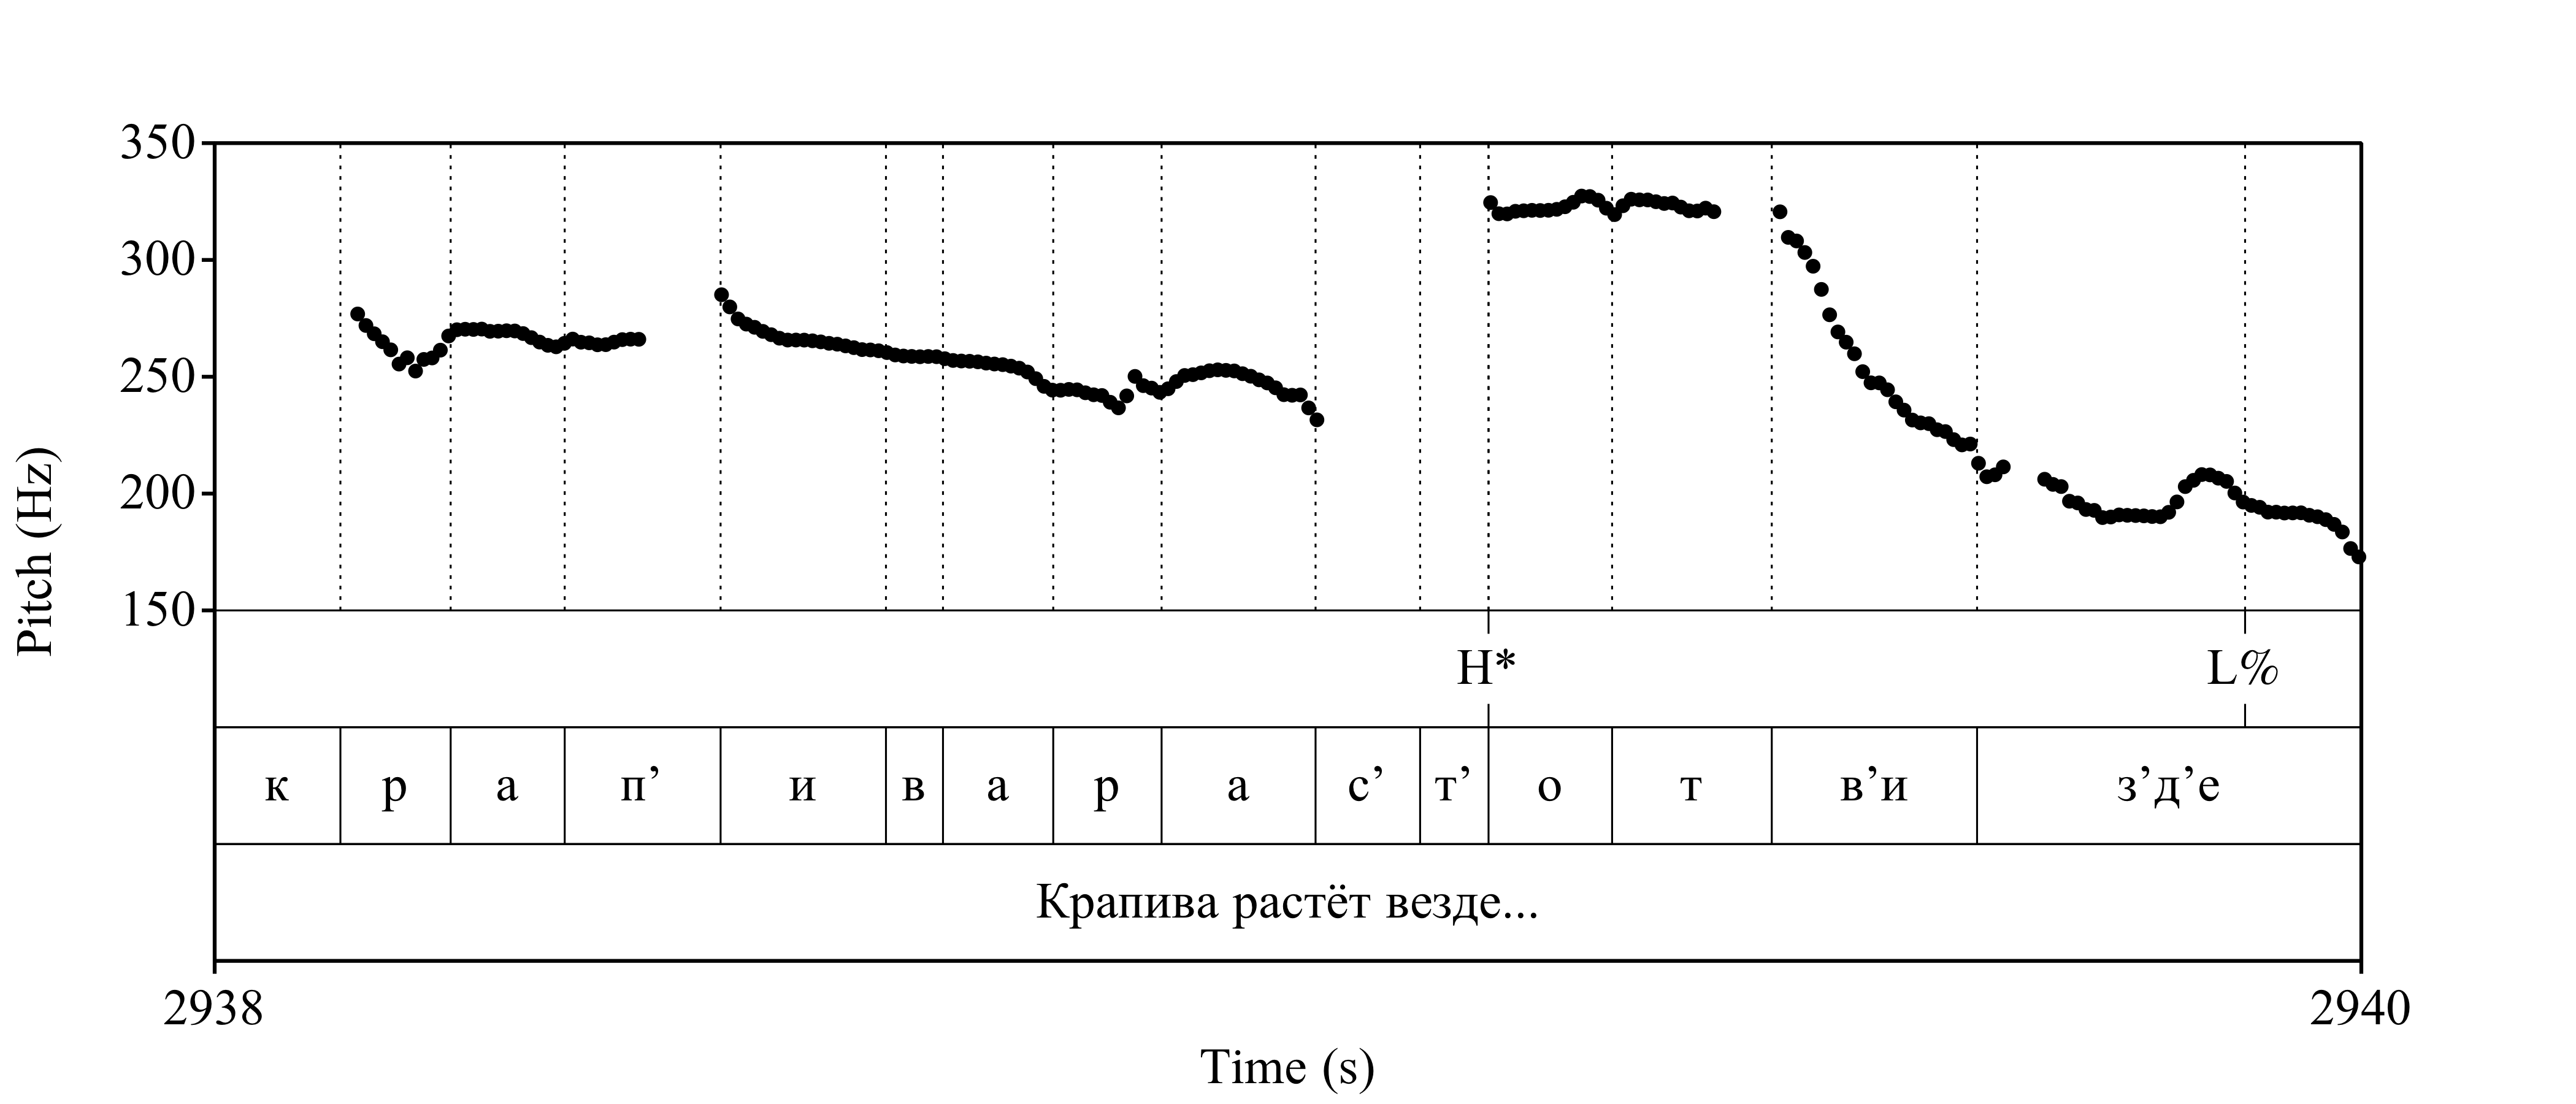 350
300
250
200
150
Pitch (Hz)
H* L%
к р а п’ и в а р а с’ т’ о т в’и з’д’е
Крапива растёт везде...
2938 2940
Time (s)